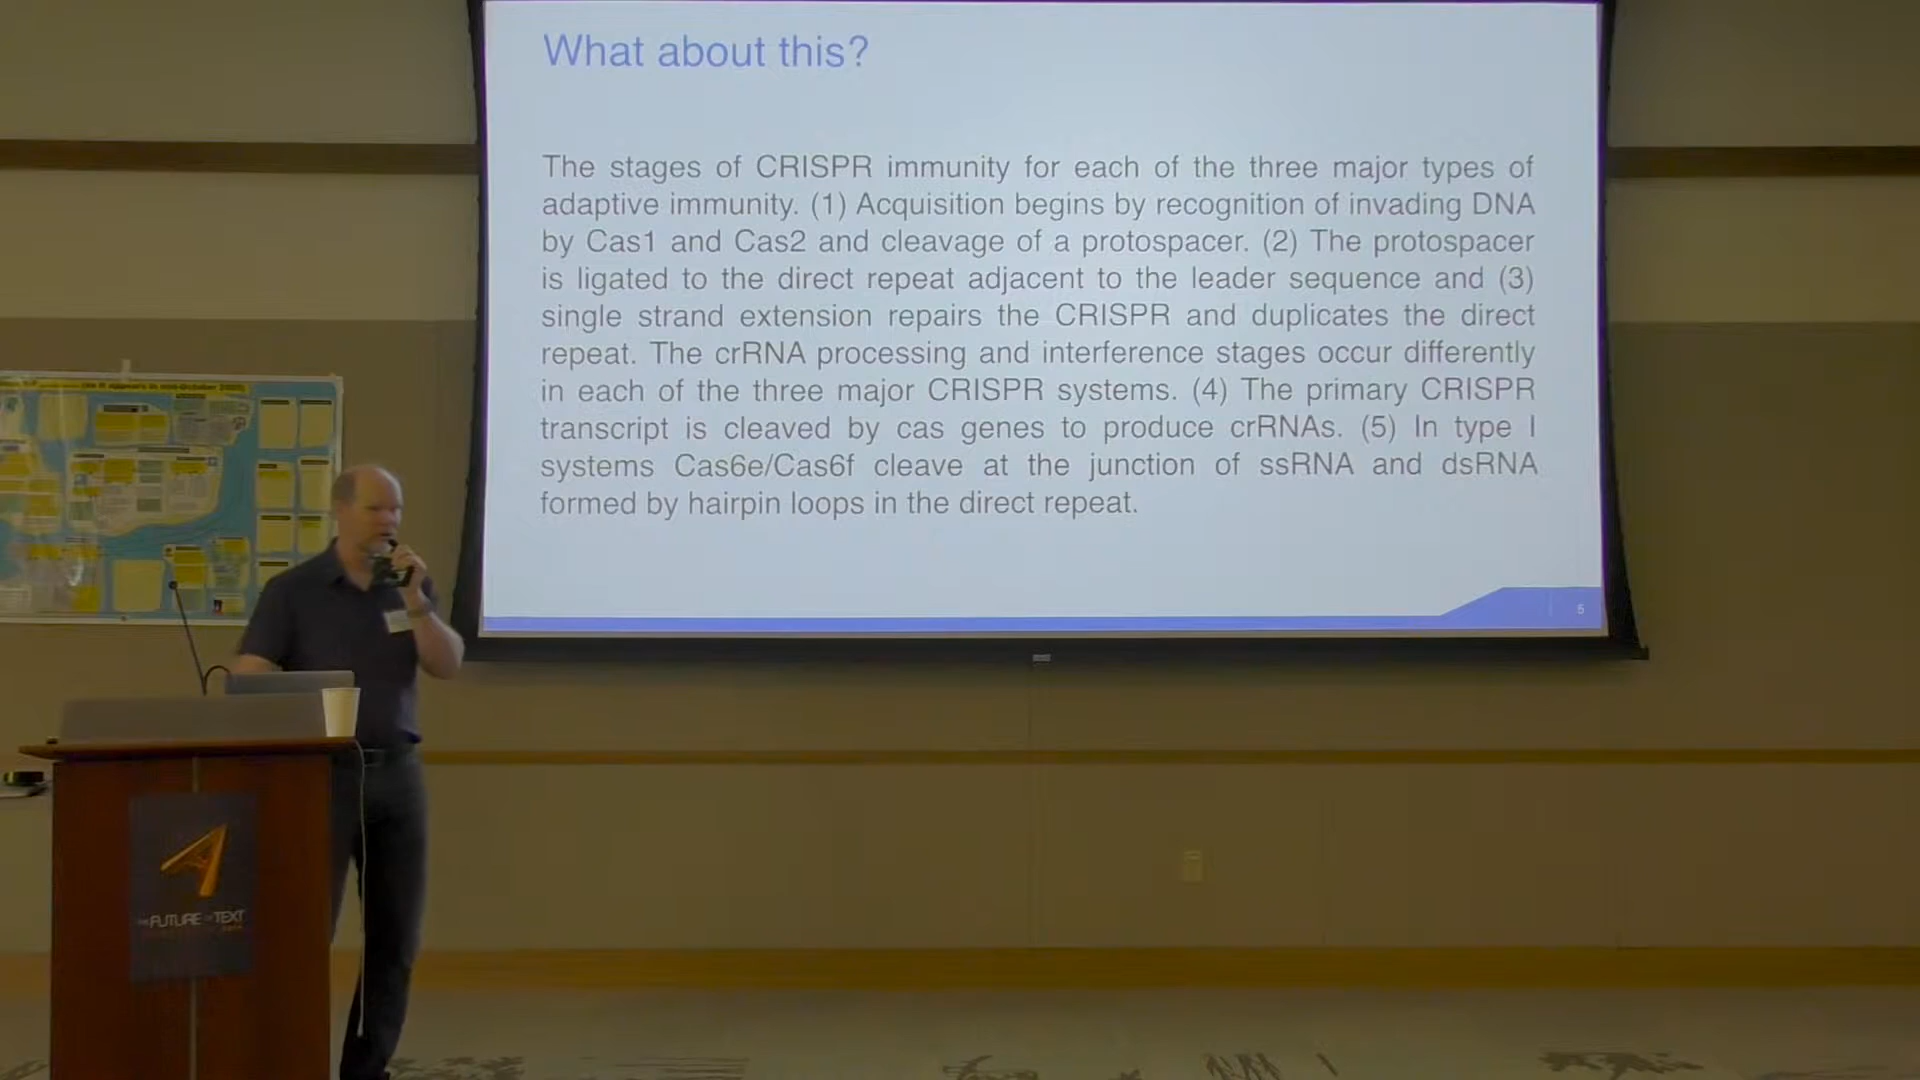 What about this?
The stages of CRISPR immunity for each of the three major types of
adaptive immunity. (1) Acquisition begins by recognition of invading DNA
by Cas1 and Cas2 and cleavage of a protospacer. (2) The protospacer
is ligated to the direct repeat adjacent to the leader sequence and (3)
single strand extension repairs the CRISPR and duplicates the direct
repeat. The crRNA processing and interference stages occur differently
in each of the three major CRISPR systems. (4) The primary CRISPR
transcript is cleaved by cas genes to produce crRNAs. (5) In type I
systems Cas6e/Cas6f cleave at the junction of ssRNA and dsRNA
formed by hairpin loops in the direct repeat.
5
FUTURE OF TEXT